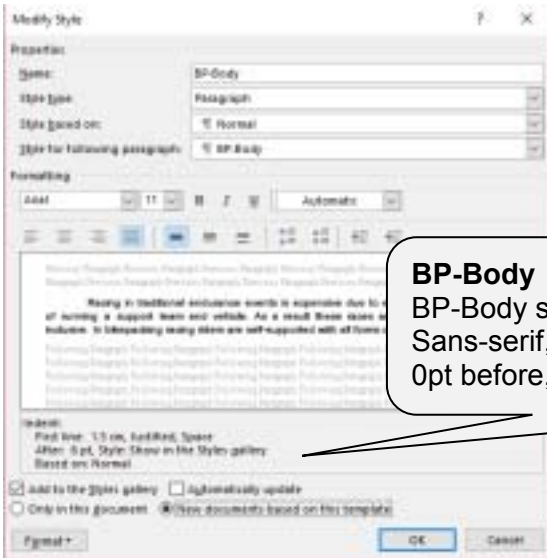 Modify Style ? ×
Properties
Name: BP-Body
Style type: Paragraph
Style based on: ¶ Normal
Style for following paragraph: ¶ BP-Body
Formatting
Arial 11 B I U Automatic
Racing in traditional endurance events is expensive due to
of running a support team and vehicle. As a result these races
inclusive. In bikepacking racing riders are self-supported with all
BP-Body
BP-Body s
Sans-serif,
0pt before,
Indent:
First line: 1.5 cm, Justified, Space
After: 6 pt, Style: Show in the Styles gallery
Based on: Normal
Add to the Styles gallery Automatically update
Only in this document New documents based on this template
Format OK Cancel